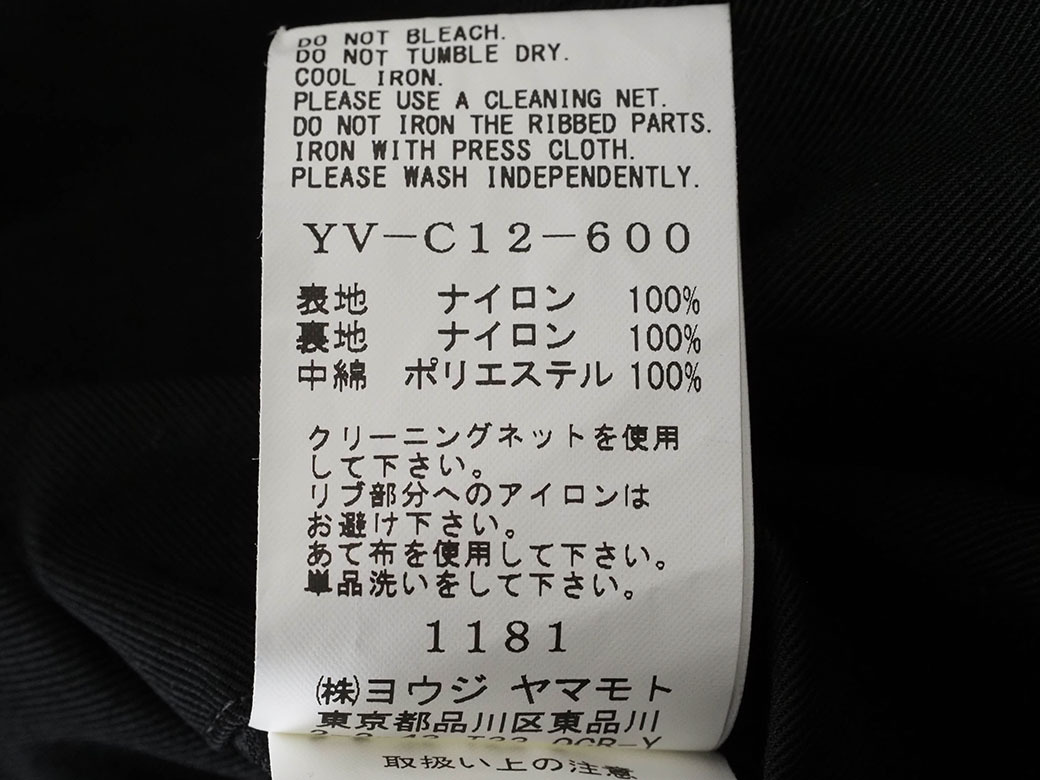 DO NOT BLEACH.
DO NOT TUMBLE DRY.
COOL IRON.
PLEASE USE A CLEANING NET.
DO NOT IRON THE RIBBED PARTS.
IRON WITH PRESS CLOTH.
PLEASE WASH INDEPENDENTLY.
YV-C12-600
表地 ナイロン 100%
裏地 ナイロン 100%
中綿 ポリエステル 100%
クリーニングネットを使用
して下さい。
リブ部分へのアイロンは
お避け下さい。
あて布を使用して下さい。
単品洗いをして下さい。
1181
㈱ヨウジ ヤマモト
東京都品川区東品川
取扱い上の注意